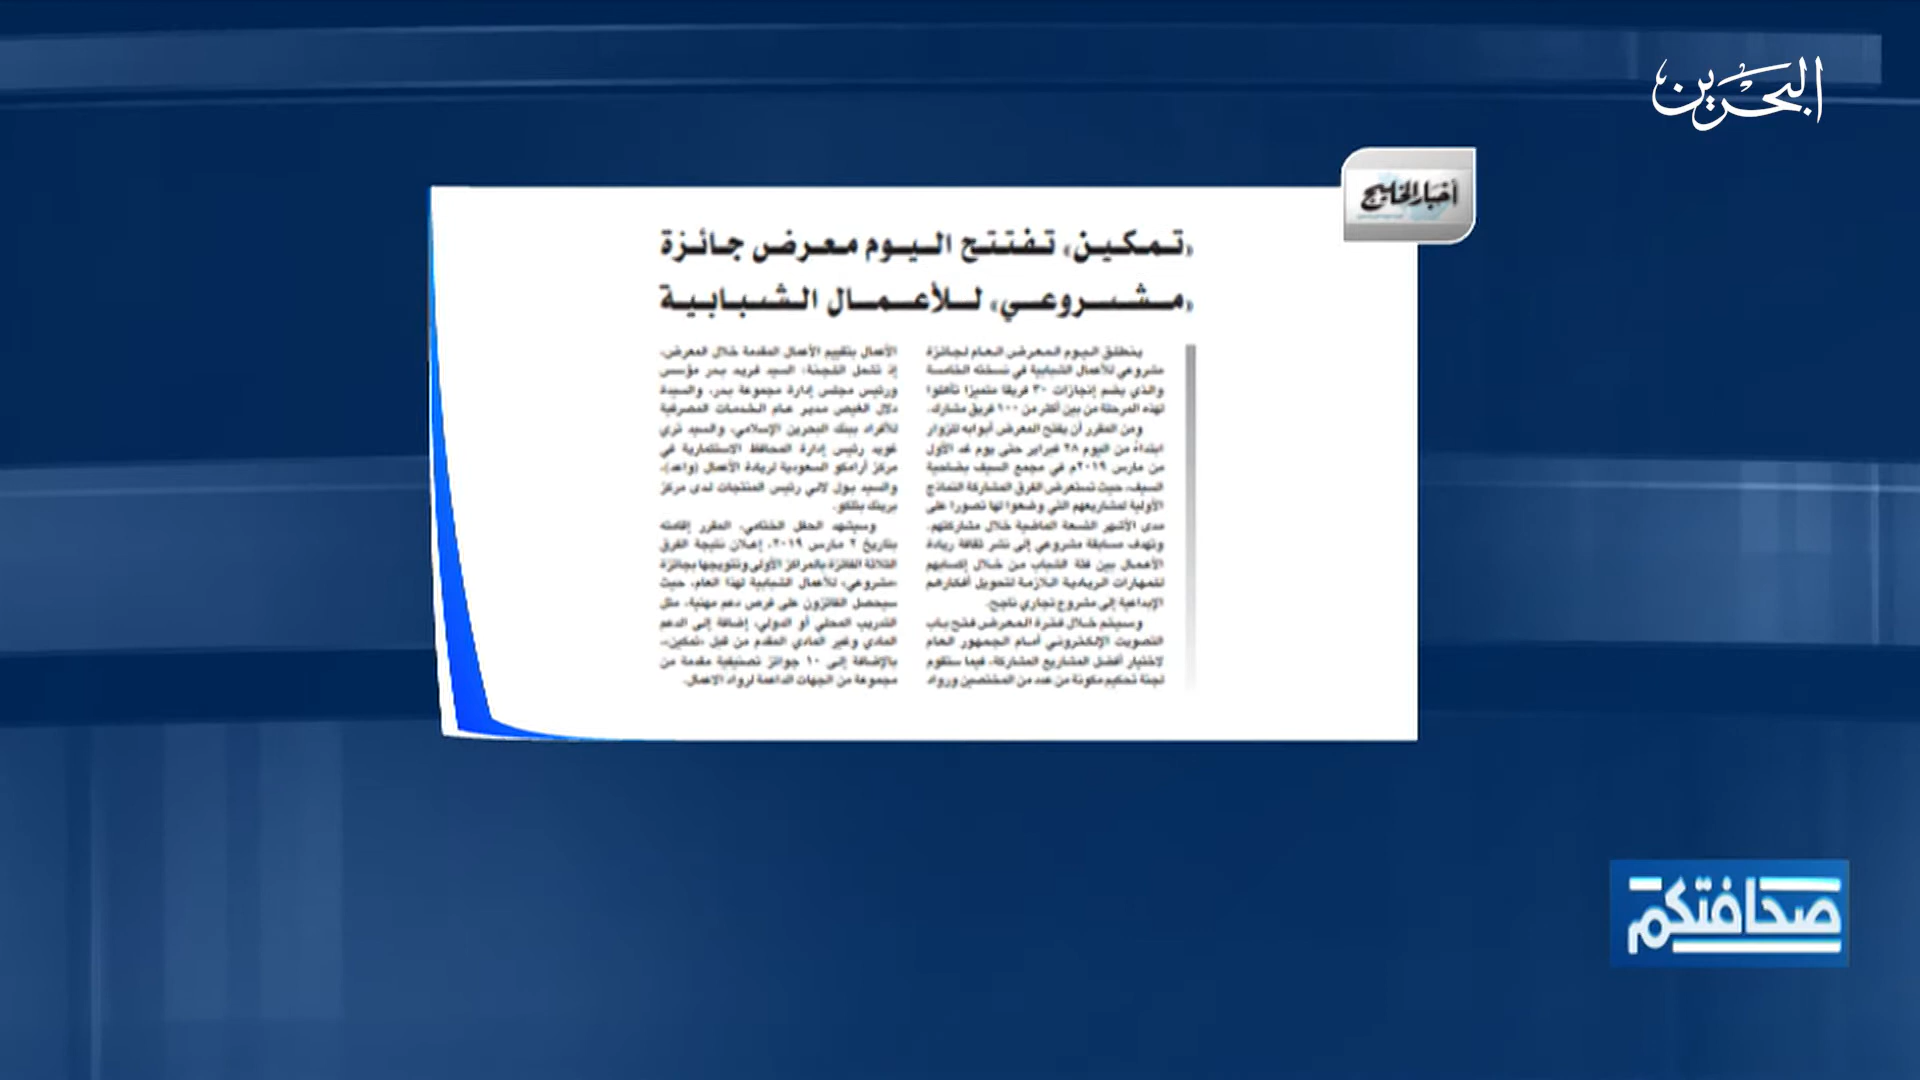 البحرين
أخبار الخليج
«تمكين» تفتتح اليوم معرض جائزة
«مشروعي» للأعمال الشبابية
ينطلق اليوم المعرض العام لجائزة
مشروعي للأعمال الشبابية في نسخته الخامسة
والذي يضم إنجازات ٣٠ فريقا متميزا تأهلوا
لهذه المرحلة من بين أكثر من ١٠٠ فريق مشارك.
ومن المقرر أن يفتح المعرض أبوابه للزوار
ابتداءً من اليوم ٢٨ فبراير حتى يوم غد الأول
من مارس ٢٠١٩م في مجمع السيف بضاحية
السيف، حيث تستعرض الفرق المشاركة النماذج
الأولية لمشاريعهم التي وضعوا لها تصورا على
مدى الأشهر التسعة الماضية خلال مشاركتهم.
وتهدف مسابقة مشروعي إلى نشر ثقافة ريادة
الأعمال بين فئة الشباب من خلال إكسابهم
للمهارات الريادية اللازمة لتحويل أفكارهم
الإبداعية إلى مشروع تجاري ناجح.
وسيتم خلال فترة المعرض فتح باب
التصويت الإلكتروني أمام الجمهور العام
لاختيار أفضل المشاريع المشاركة، فيما ستقوم
لجنة تحكيم مكونة من عدد من المختصين ورواد
الأعمال بتقييم الأعمال المقدمة خلال المعرض،
إذ تشمل اللجنة: السيد فريد بدر مؤسس
ورئيس مجلس إدارة مجموعة بدر، والسيدة
دلال الغيص مدير عام الخدمات المصرفية
للأفراد ببنك البحرين الإسلامي، والسيد ثري
غويد رئيس إدارة المحافظ الاستثمارية في
مركز أرامكو السعودية لريادة الأعمال (واعد)،
والسيد بول لاني رئيس المنتجات لدى مركز
برينك بتلكو.
وسيشهد الحفل الختامي، المقرر إقامته
بتاريخ ٢ مارس ٢٠١٩، إعلان نتيجة الفرق
الثلاثة الفائزة بالمراكز الأولى وتتويجها بجائزة
«مشروعي» للأعمال الشبابية لهذا العام، حيث
سيحصل الفائزون على فرص دعم مهنية، مثل
التدريب المحلي أو الدولي، إضافة إلى الدعم
المادي وغير المادي المقدم من قبل «تمكين»،
بالإضافة إلى ١٠ جوائز تصنيفية مقدمة من
مجموعة من الجهات الداعمة لرواد الاعمال.
صحافتكم